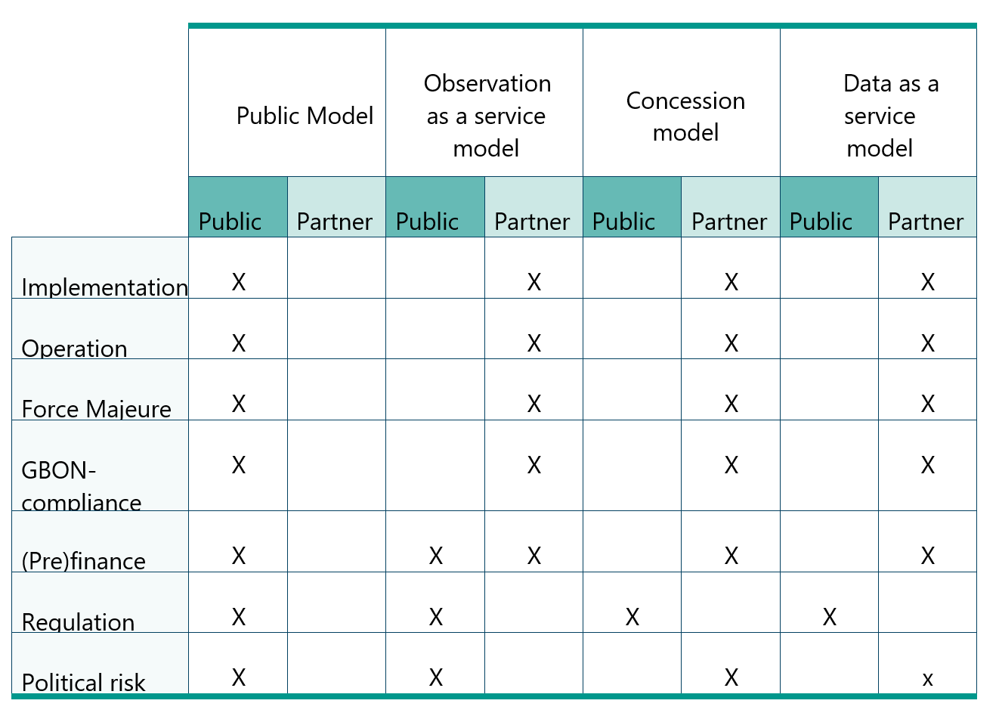 Public Model
Observation
as a service
model
Concession
model
Data as a
service
model
Public Partner Public Partner Public Partner Public Partner
Implementation X X X X
Operation X X X X
Force Majeure X X X X
GBON-
compliance X X X X
(Pre)finance X X X X X
Regulation X X X X
Political risk X X X x